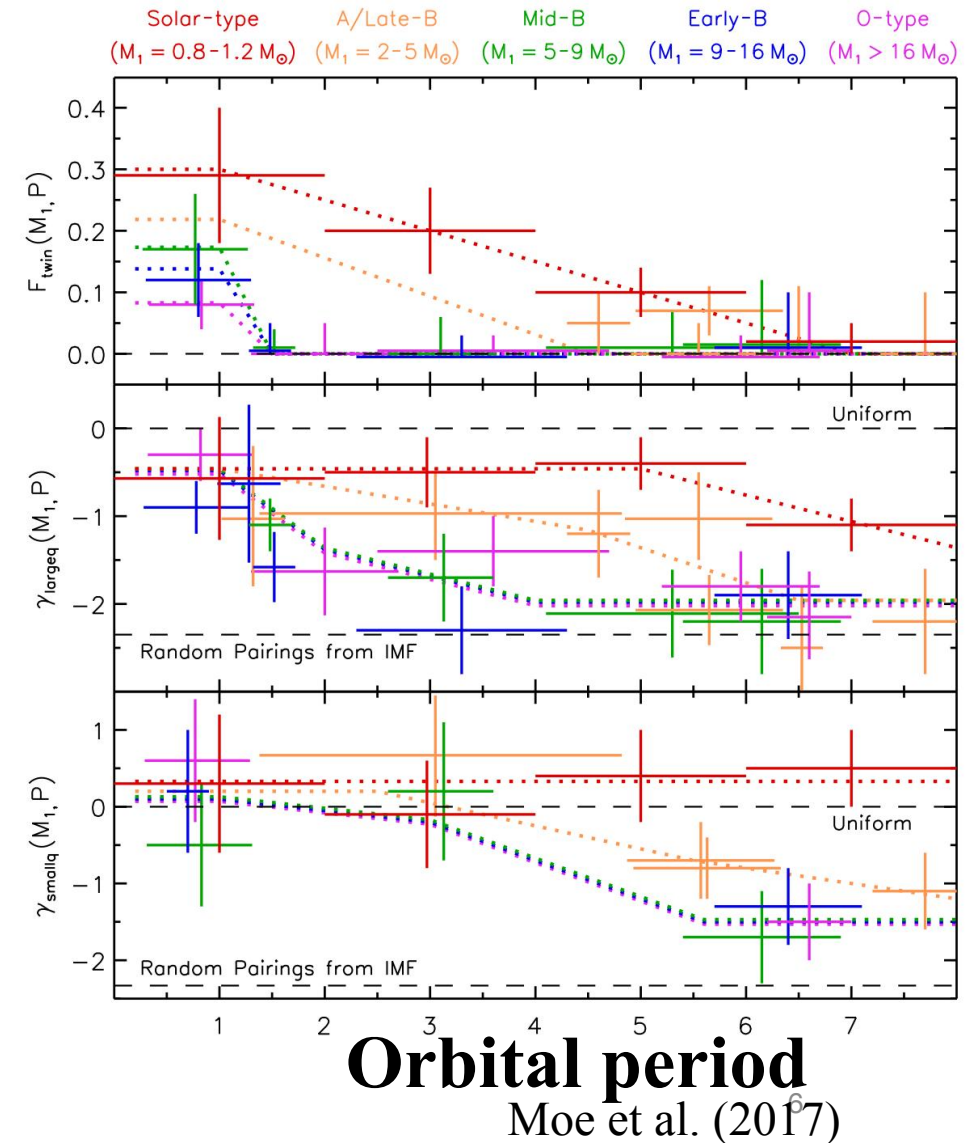 Solar-type A/Late-B Mid-B Early-B O-type
(M₁ = 0.8-1.2 M⊙) (M₁ = 2-5 M⊙) (M₁ = 5-9 M⊙) (M₁ = 9-16 M⊙) (M₁ > 16 M⊙)
F_twin (M₁, P)
0.4
0.3
0.2
0.1
0.0
γ_largeq (M₁, P)
0
-1
-2
Uniform
Random Pairings from IMF
γ_smallq (M₁, P)
1
0
-1
-2
Uniform
Random Pairings from IMF
1 2 3 4 5 6 7
Orbital period
Moe et al. (2017)
6